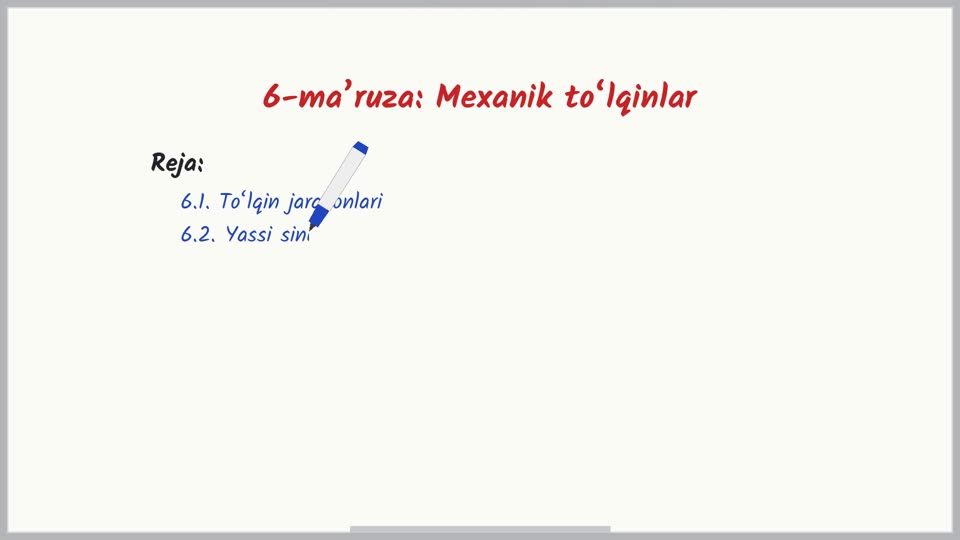 6-ma’ruza: Mexanik to‘lqinlar
Reja:
6.1. To‘lqin
6.2. Yassi